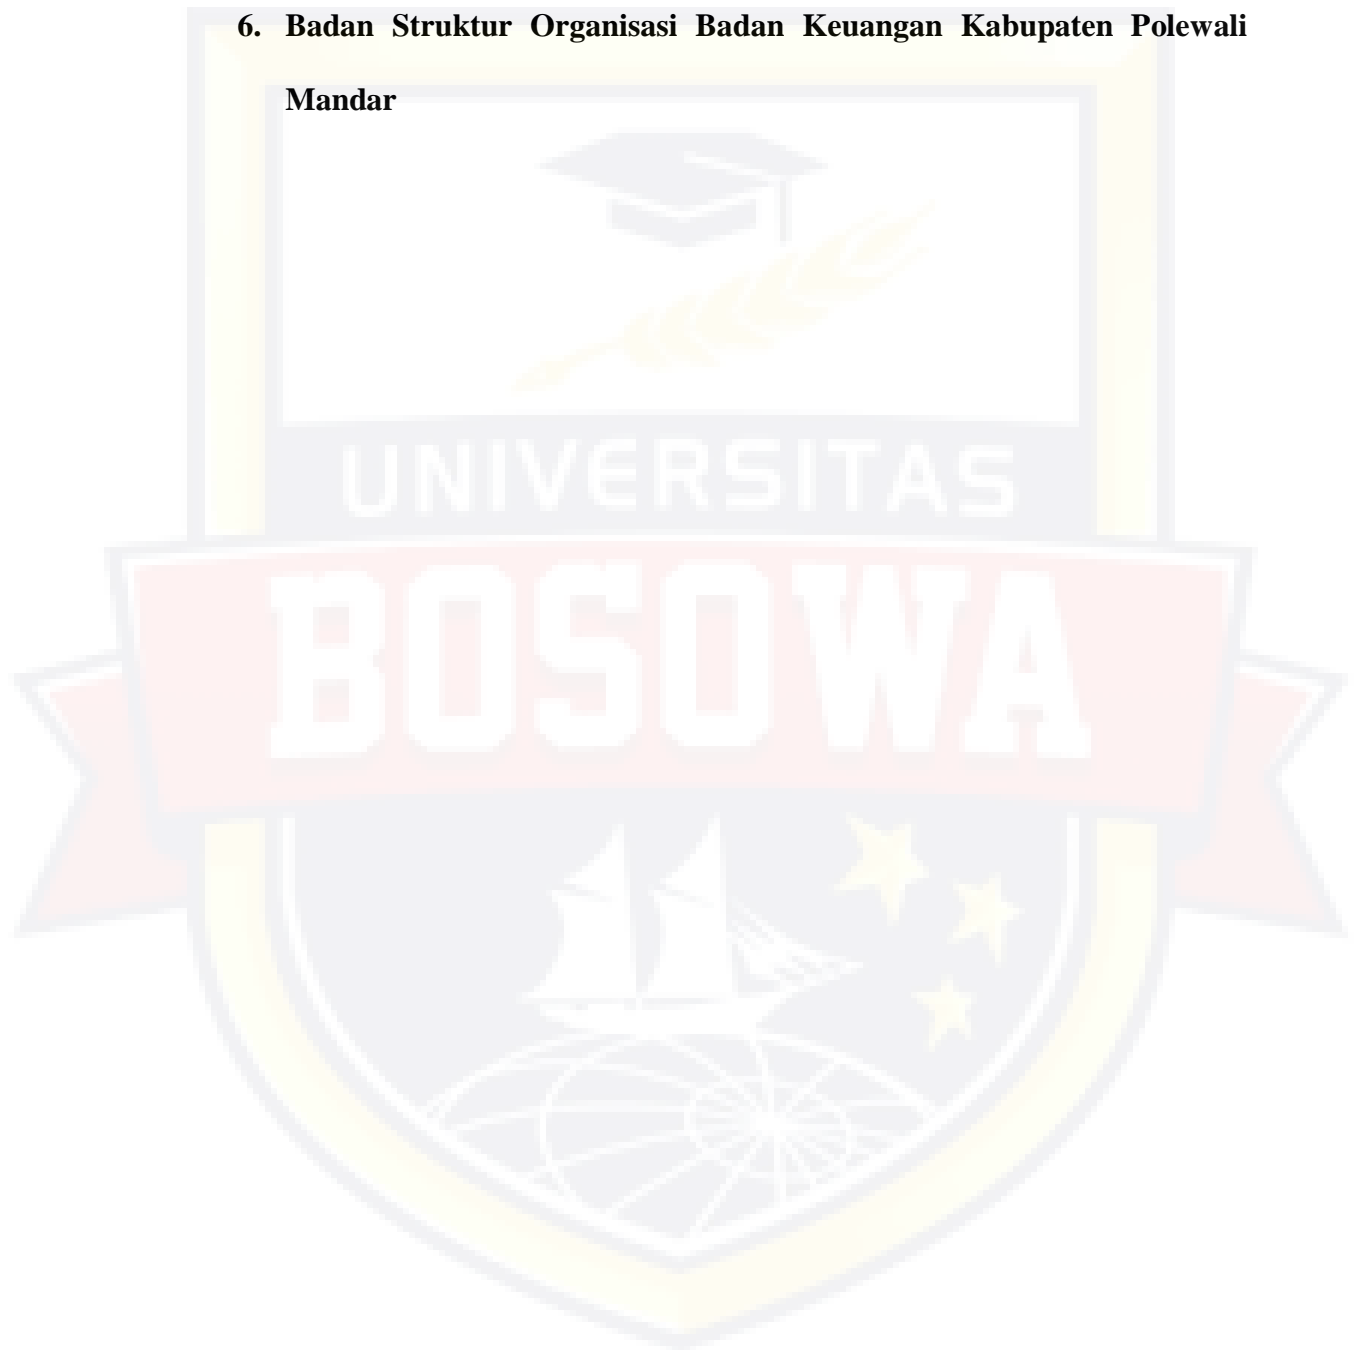 6. Badan Struktur Organisasi Badan Keuangan Kabupaten Polewali
Mandar
UNIVERSITAS
BOSOWA